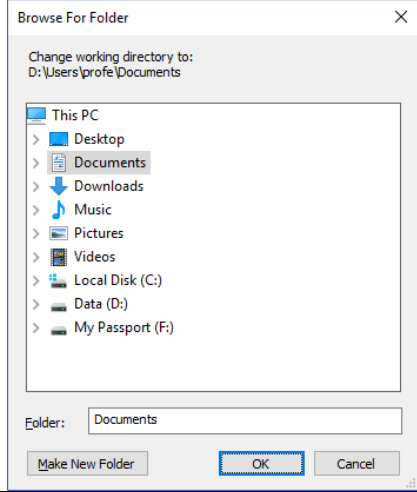 Browse For Folder
Change working directory to:
D:\Users\profe\Documents
This PC
Desktop
Documents
Downloads
Music
Pictures
Videos
Local Disk (C:)
Data (D:)
My Passport (F:)
Folder: Documents
Make New Folder OK Cancel